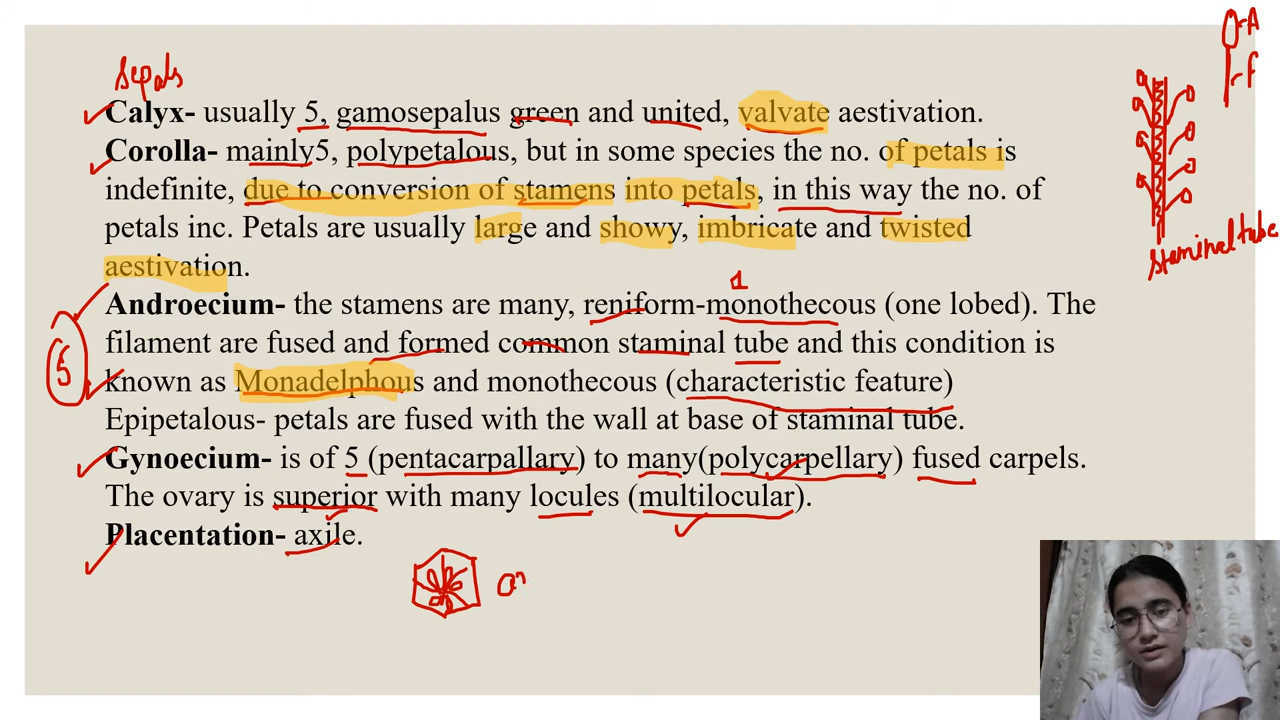 Sepals
Calyx- usually 5, gamosepalus green and united, valvate aestivation.
Corolla- mainly5, polypetalous, but in some species the no. of petals is
indefinite, due to conversion of stamens into petals, in this way the no. of
petals inc. Petals are usually large and showy, imbricate and twisted
aestivation.
1
Androecium- the stamens are many, reniform-monothecous (one lobed). The
filament are fused and formed common staminal tube and this condition is
known as Monadelphous and monothecous (characteristic feature)
Epipetalous- petals are fused with the wall at base of staminal tube.
Gynoecium- is of 5 (pentacarpallary) to many(polycarpellary) fused carpels.
The ovary is superior with many locules (multilocular).
Placentation- axile.
5
A
F
Staminal tube